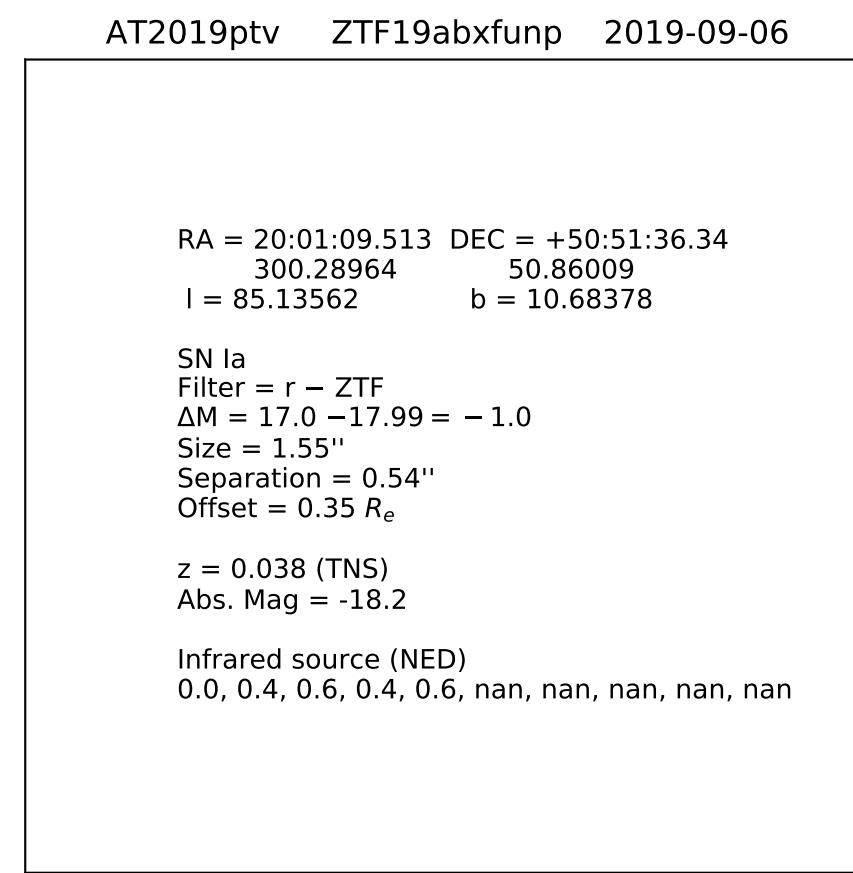 AT2019ptv ZTF19abxfunp 2019-09-06
RA = 20:01:09.513 DEC = +50:51:36.34
300.28964 50.86009
l = 85.13562 b = 10.68378
SN Ia
Filter = r − ZTF
ΔM = 17.0 −17.99 = − 1.0
Size = 1.55''
Separation = 0.54''
Offset = 0.35 Re
z = 0.038 (TNS)
Abs. Mag = -18.2
Infrared source (NED)
0.0, 0.4, 0.6, 0.4, 0.6, nan, nan, nan, nan, nan